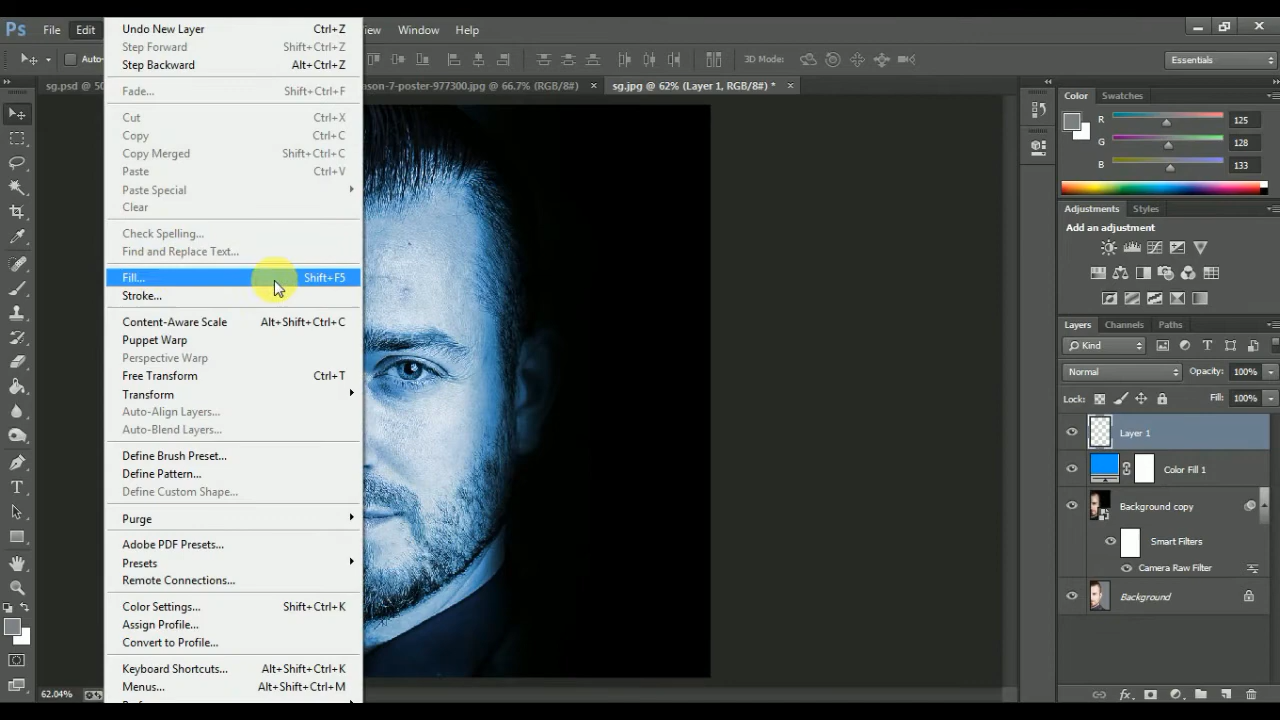 Ps File Edit iew Window Help
Auto-
3D Mode:
Essentials
sg.psd @ 50
ason-7-poster-977300.jpg @ 66.7% (RGB/8#) ×
sg.jpg @ 62% (Layer 1, RGB/8#) * ×
Undo New Layer Ctrl+Z
Step Forward Shift+Ctrl+Z
Step Backward Alt+Ctrl+Z
Fade... Shift+Ctrl+F
Cut Ctrl+X
Copy Ctrl+C
Copy Merged Shift+Ctrl+C
Paste Ctrl+V
Paste Special
Clear
Check Spelling...
Find and Replace Text...
Fill... Shift+F5
Stroke...
Content-Aware Scale Alt+Shift+Ctrl+C
Puppet Warp
Perspective Warp
Free Transform Ctrl+T
Transform
Auto-Align Layers...
Auto-Blend Layers...
Define Brush Preset...
Define Pattern...
Define Custom Shape...
Purge
Adobe PDF Presets...
Presets
Remote Connections...
Color Settings... Shift+Ctrl+K
Assign Profile...
Convert to Profile...
Keyboard Shortcuts... Alt+Shift+Ctrl+K
Menus... Alt+Shift+Ctrl+M
62.04%
Color Swatches
R 125
G 128
B 133
Adjustments Styles
Add an adjustment
Layers Channels Paths
Kind
Normal Opacity: 100%
Lock: Fill: 100%
Layer 1
Color Fill 1
Background copy
Smart Filters
Camera Raw Filter
Background